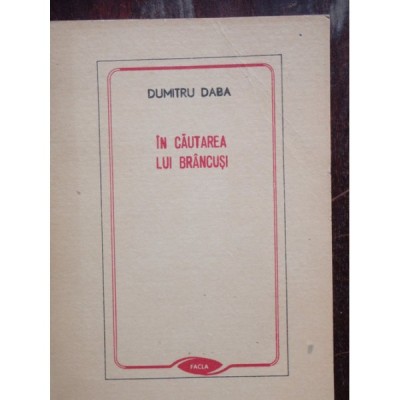 DUMITRU DABA
ÎN CĂUTAREA
LUI BRÂNCUȘI
FACLA